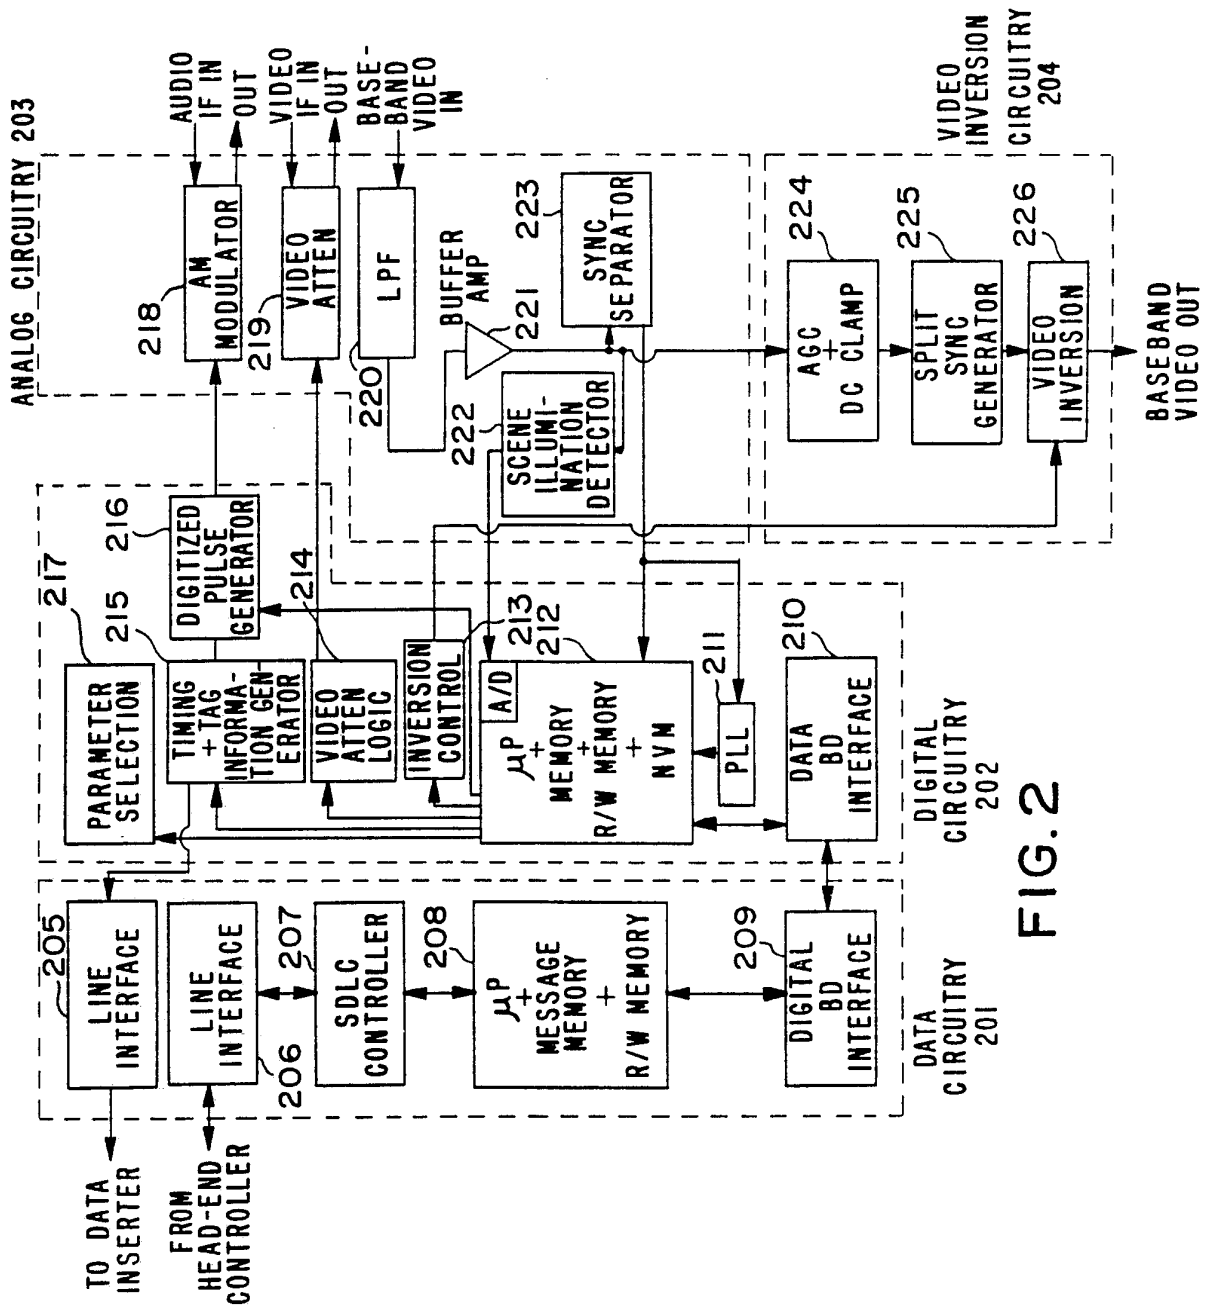 ANALOG CIRCUITRY 203
AUDIO
IF IN
OUT
VIDEO
IF IN
OUT
BASE-
BAND
VIDEO
IN
218
AM
MODULATOR
219
VIDEO
ATTEN
220
LPF
BUFFER
AMP
221
222
SCENE
ILLUMI-
NATION
DETECTOR
223
SYNC
SEPARATOR
VIDEO
INVERSION
CIRCUITRY
204
224
AGC
+
DC CLAMP
225
SPLIT
SYNC
GENERATOR
226
VIDEO
INVERSION
BASEBAND
VIDEO OUT
217
PARAMETER
SELECTION
216
DIGITIZED
PULSE
GENERATOR
215
TIMING
+ TAG
INFORMA-
TION GEN-
ERATOR
214
VIDEO
ATTEN
LOGIC
213
INVERSION
CONTROL
212
A/D
μP
+
MEMORY
+
R/W MEMORY
+
NVM
211
PLL
210
DATA
BD
INTERFACE
DIGITAL
CIRCUITRY
202
205
LINE
INTERFACE
206
LINE
INTERFACE
207
SDLC
CONTROLLER
208
μP
+
MESSAGE
MEMORY
+
R/W MEMORY
209
DIGITAL
BD
INTERFACE
DATA
CIRCUITRY
201
TO DATA
INSERTER
FROM
HEAD-END
CONTROLLER
FIG. 2